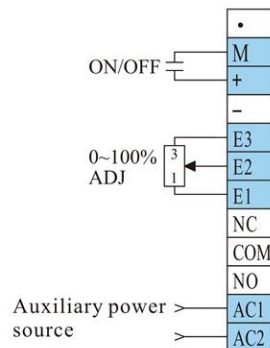 •
M
ON/OFF
+
−
E3
0~100%
ADJ
3
1
E2
E1
NC
COM
NO
Auxiliary power
source
AC1
AC2